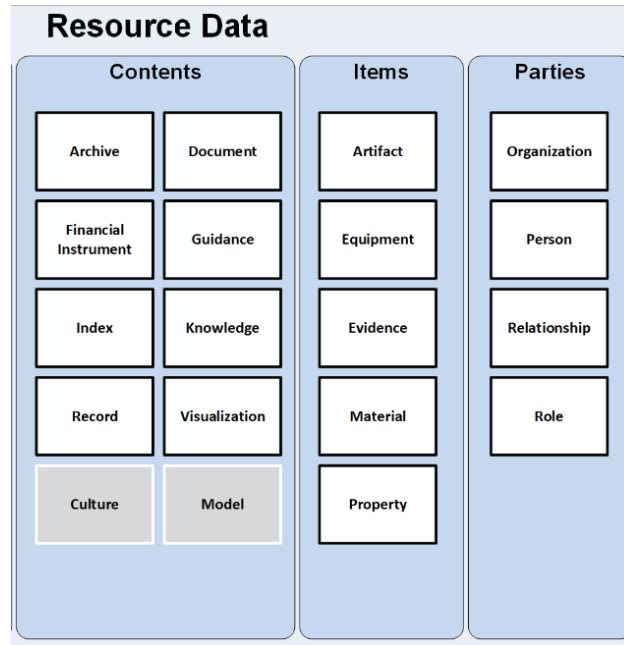 Resource Data
Contents
Archive
Document
Financial
Instrument
Guidance
Index
Knowledge
Record
Visualization
Culture
Model
Items
Artifact
Equipment
Evidence
Material
Property
Parties
Organization
Person
Relationship
Role